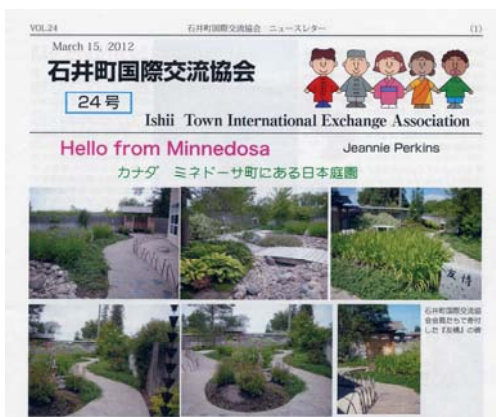 VOL.24 石井町国際交流協会 ニュースレター (1)
March 15, 2012
石井町国際交流協会
24号
Ishii Town International Exchange Association
Hello from Minnedosa Jeannie Perkins
カナダ ミネドーサ町にある日本庭園
石井町国際交流協
会会員たちで寄付
した『友橋』の碑